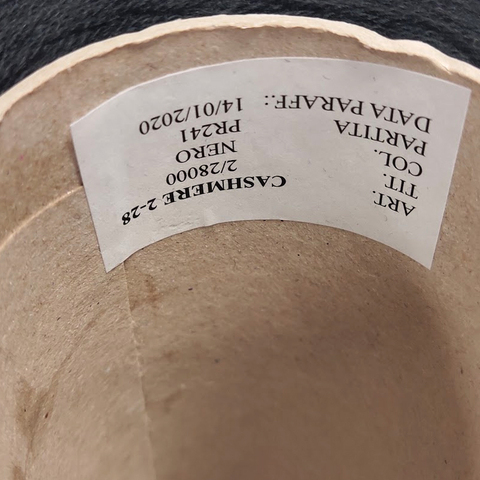 ART. CASHMERE 2-28
TIT. 2/28000
COL. NERO
PARTITA PR241
DATA PARAFF.: 14/01/2020